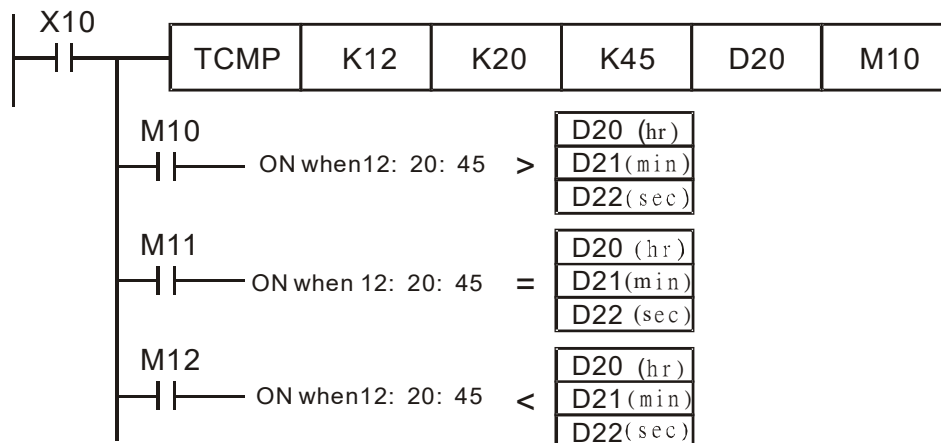 X10
TCMP K12 K20 K45 D20 M10
M10
ON when12: 20: 45 > D20 (hr)
D21(min)
D22(sec)
M11
ON when 12: 20: 45 = D20 (hr)
D21(min)
D22 (sec)
M12
ON when12: 20: 45 < D20 (hr)
D21(min)
D22(sec)